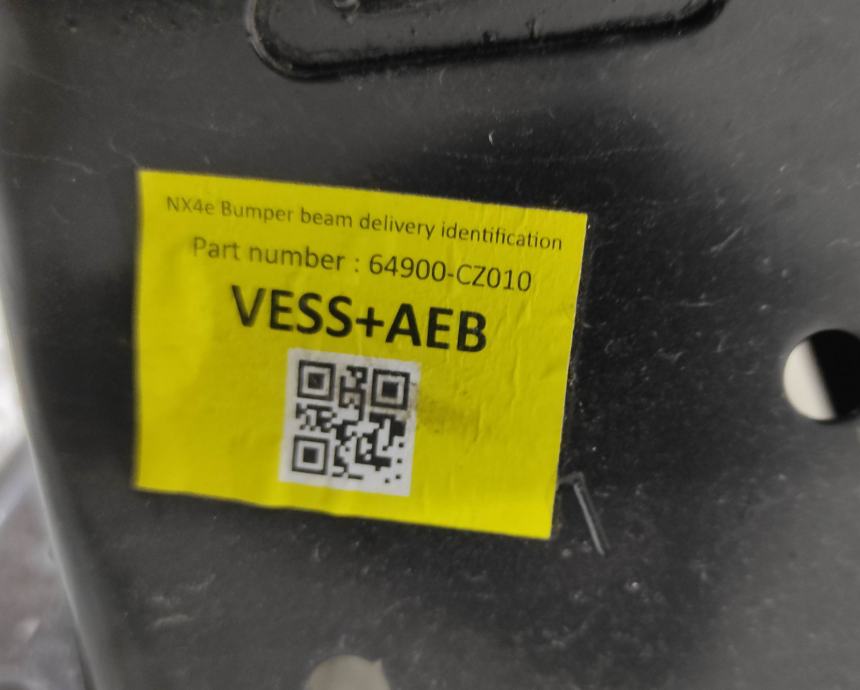 NX4e Bumper beam delivery identification
Part number : 64900-CZ010
VESS+AEB